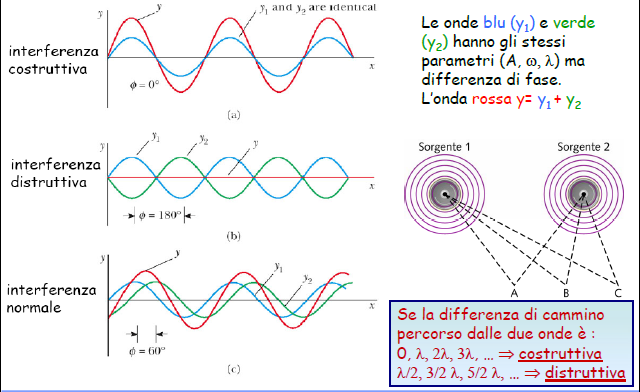 interferenza
costruttiva
y
y
y₁ and y₂ are identical
x
ϕ = 0°
(a)
interferenza
distruttiva
y
y₁
y₂
y
x
ϕ = 180°
(b)
interferenza
normale
y
y
y₁
y₂
x
ϕ = 60°
(c)
Le onde blu (y₁) e verde
(y₂) hanno gli stessi
parametri (A, ω, λ) ma
differenza di fase.
L'onda rossa y= y₁+ y₂
Sorgente 1
Sorgente 2
A
B
C
Se la differenza di cammino
percorso dalle due onde è :
0, λ, 2λ, 3λ, … ⇒ costruttiva
λ/2, 3/2 λ, 5/2 λ, … ⇒ distruttiva